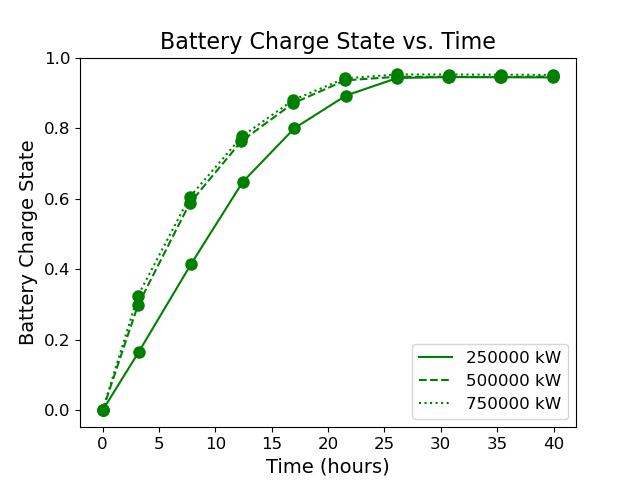 Battery Charge State vs. Time
1.0
0.8
0.6
0.4
0.2
0.0
Battery Charge State
0 5 10 15 20 25 30 35 40
Time (hours)
250000 kW
500000 kW
750000 kW